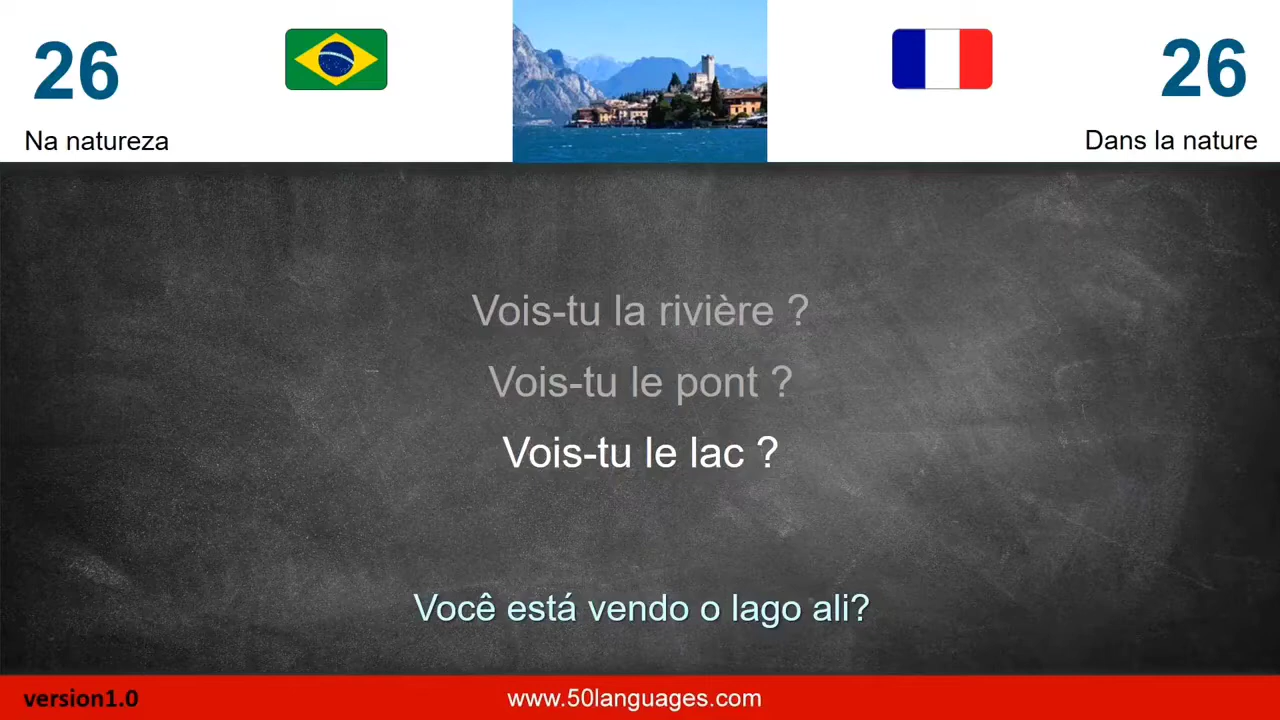 26
26
Na natureza
Dans la nature
Vois-tu la rivière ?
Vois-tu le pont ?
Vois-tu le lac ?
Você está vendo o lago ali?
version1.0
www.50languages.com